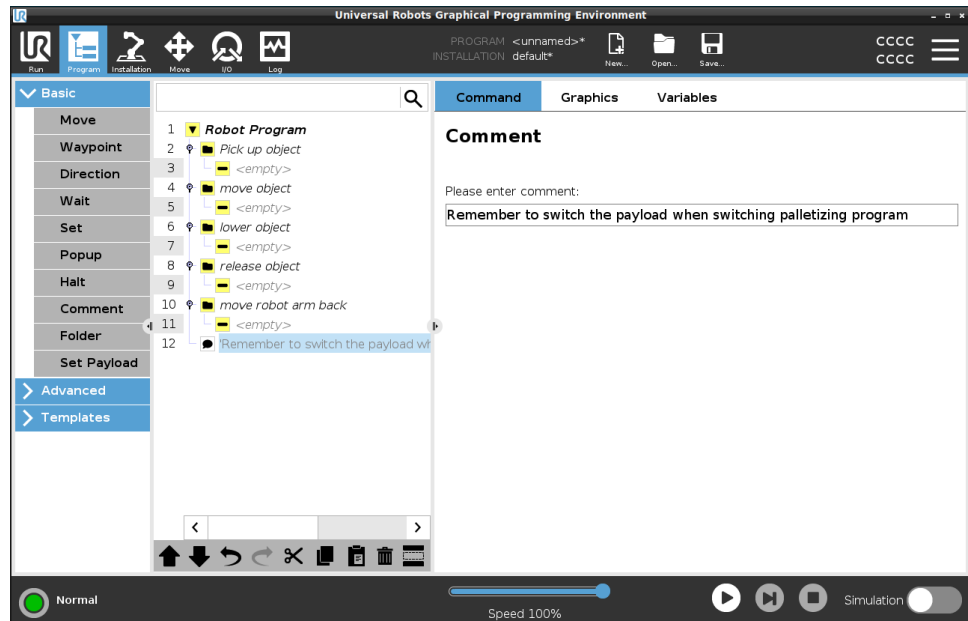 Universal Robots Graphical Programming Environment
Run Program Installation Move I/O Log
PROGRAM <unnamed>*
INSTALLATION default*
New... Open... Save...
CCCC
CCCC
Basic
Move
Waypoint
Direction
Wait
Set
Popup
Halt
Comment
Folder
Set Payload
Advanced
Templates
1 Robot Program
2 Pick up object
3 <empty>
4 move object
5 <empty>
6 lower object
7 <empty>
8 release object
9 <empty>
10 move robot arm back
11 <empty>
12 'Remember to switch the payload wh
Command Graphics Variables
Comment
Please enter comment:
Remember to switch the payload when switching palletizing program
Normal
Speed 100%
Simulation